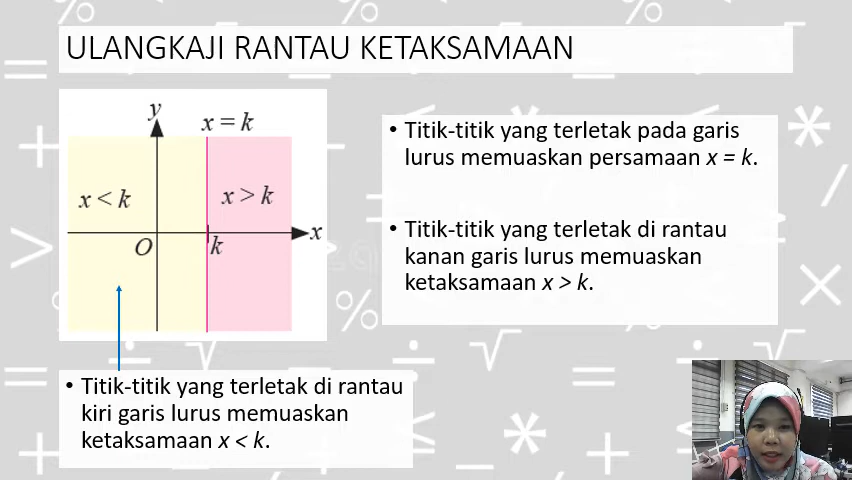 ULANGKAJI RANTAU KETAKSAMAAN
y
x = k
x < k
x > k
x
O
k
• Titik-titik yang terletak pada garis
lurus memuaskan persamaan x = k.
• Titik-titik yang terletak di rantau
kanan garis lurus memuaskan
ketaksamaan x > k.
• Titik-titik yang terletak di rantau
kiri garis lurus memuaskan
ketaksamaan x < k.